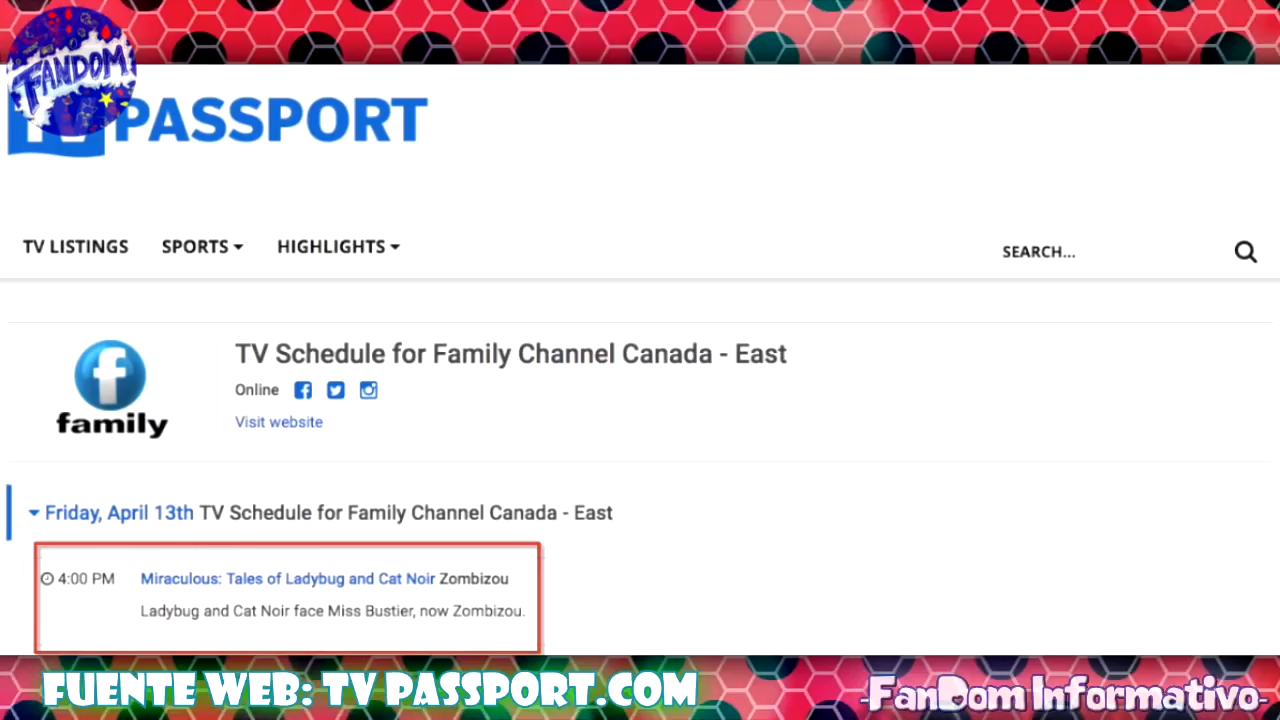 FANDOM
TV PASSPORT
TV LISTINGS SPORTS HIGHLIGHTS
SEARCH...
f
family
TV Schedule for Family Channel Canada - East
Online
Visit website
Friday, April 13th TV Schedule for Family Channel Canada - East
4:00 PM Miraculous: Tales of Ladybug and Cat Noir Zombizou
Ladybug and Cat Noir face Miss Bustier, now Zombizou.
FUENTE WEB: TV PASSPORT.COM
-FanDom Informativo-